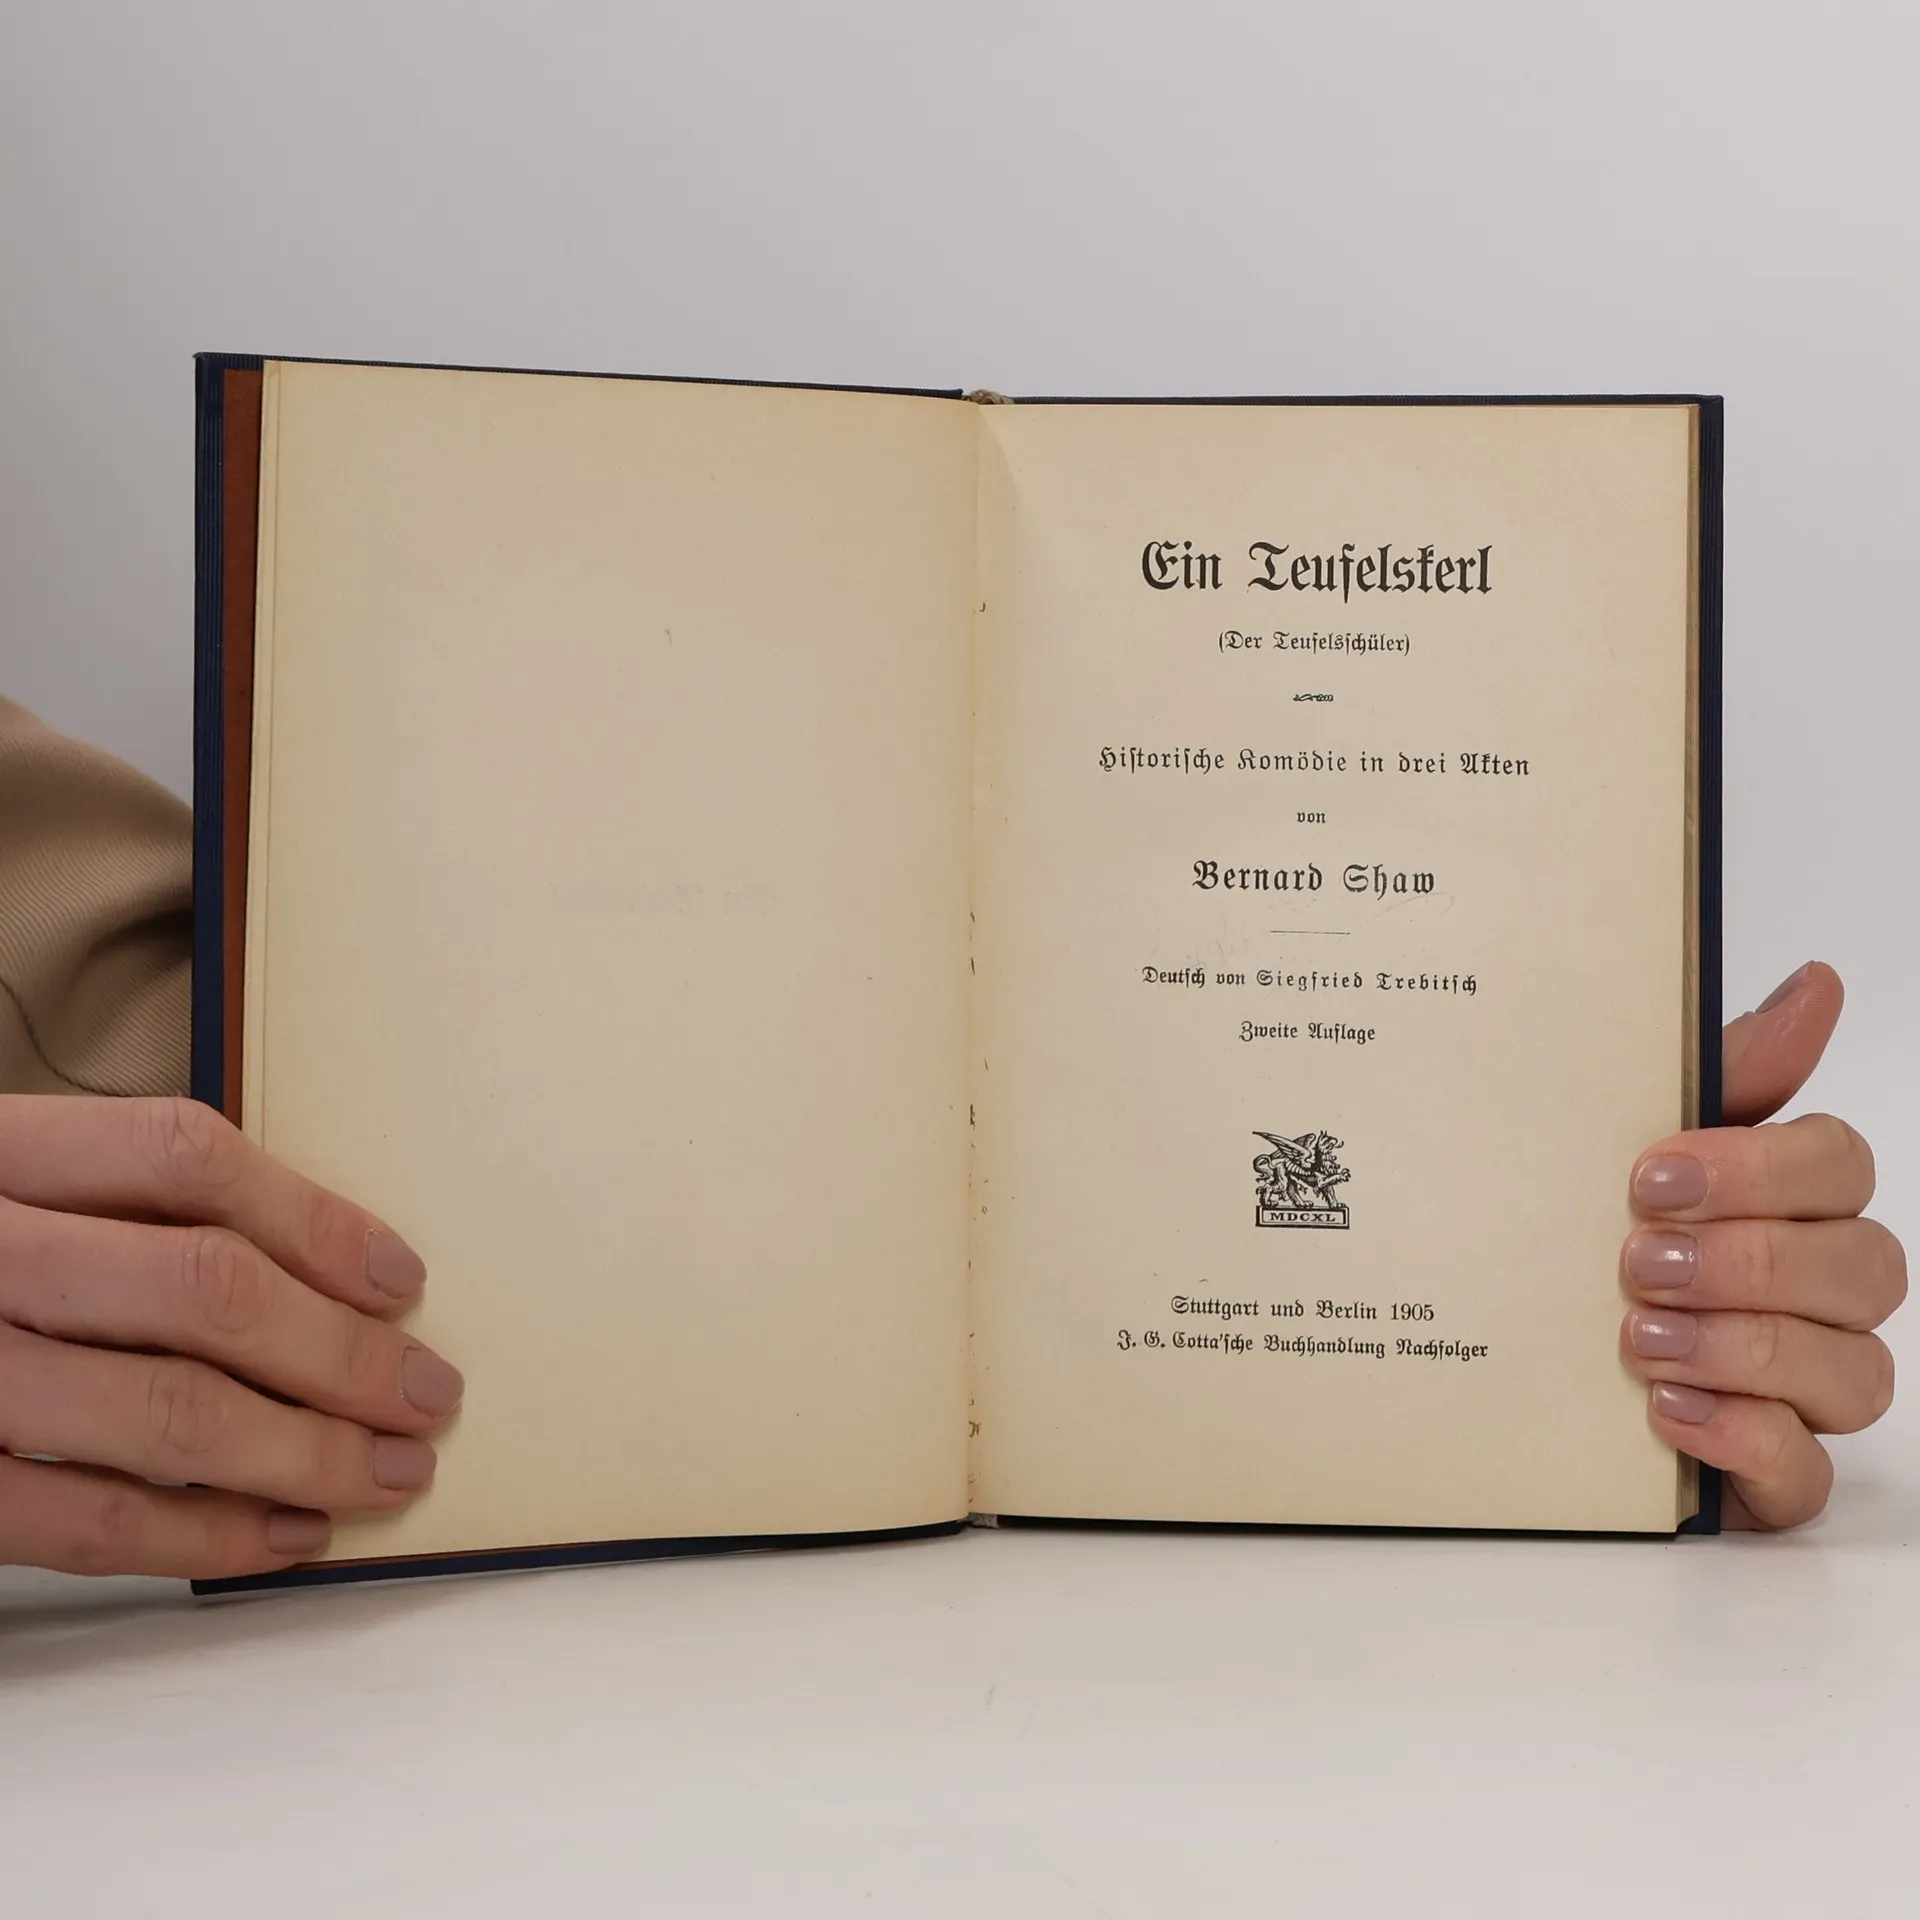 Ein Teufelskerl
(Der Teufelsschüler)
Historische Komödie in drei Akten
von
Bernard Shaw
Deutsch von Siegfried Trebitsch
Zweite Auflage
MDCXL
Stuttgart und Berlin 1905
J. G. Cotta'sche Buchhandlung Nachfolger